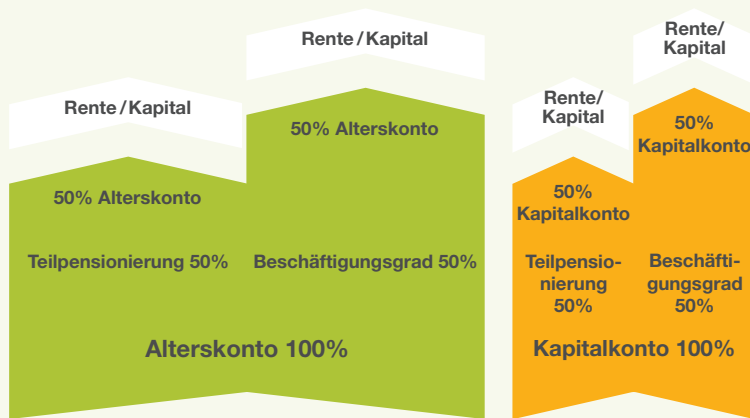 Rente/Kapital
50% Alterskonto
Teilpensionierung 50%
Rente/Kapital
50% Alterskonto
Beschäftigungsgrad 50%
Alterskonto 100%
Rente/
Kapital
50%
Kapitalkonto
Teilpensio-
nierung
50%
Rente/
Kapital
50%
Kapitalkonto
Beschäfti-
gungsgrad
50%
Kapitalkonto 100%